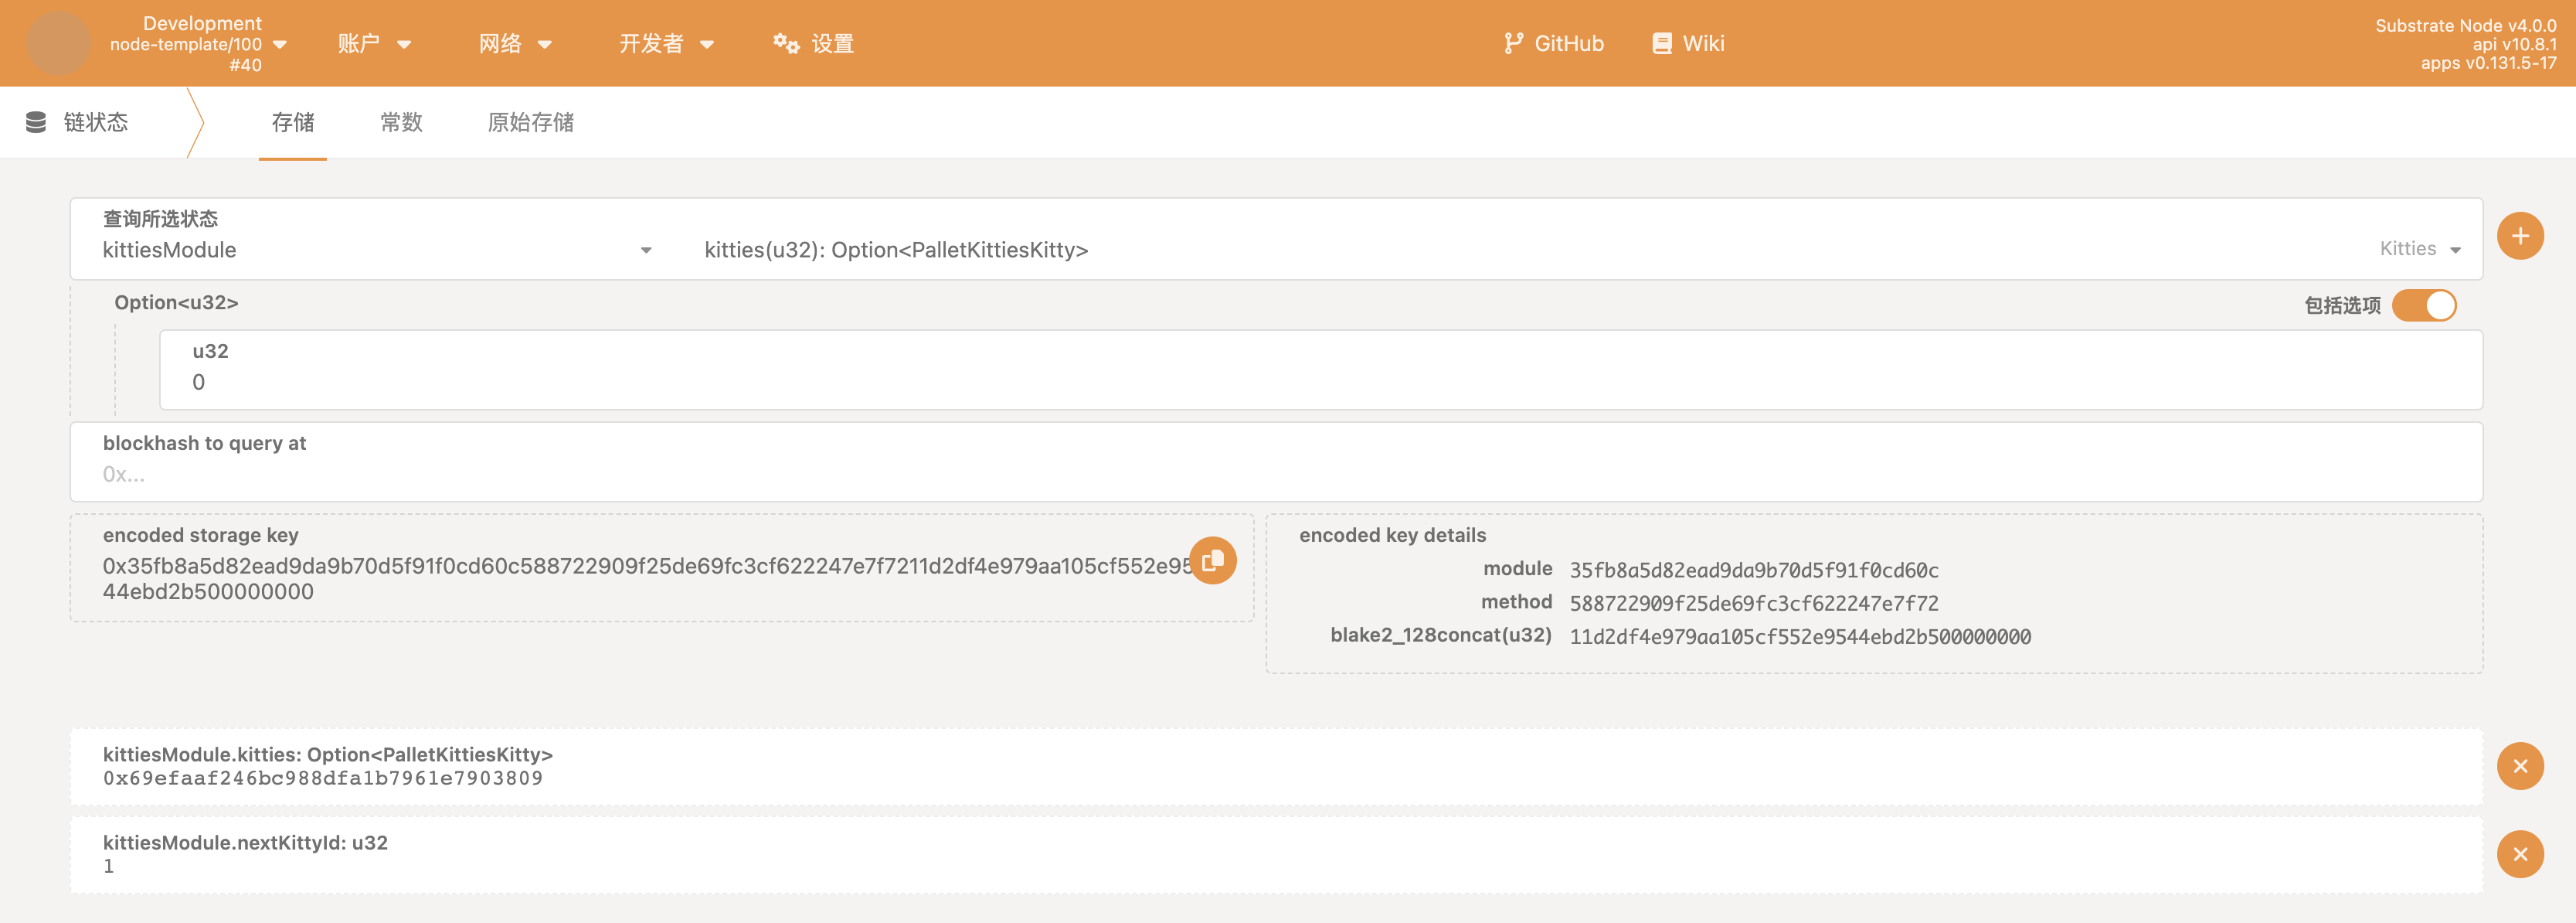 Development
node-template/100
#40
账户
网络
开发者
设置
GitHub
Wiki
Substrate Node v4.0.0
api v10.8.1
apps v0.131.5-17
链状态
存储
常数
原始存储
查询所选状态
kittiesModule
kitties(u32): Option<PalletKittiesKitty>
Kitties
Option<u32>
包括选项
u32
0
blockhash to query at
0x...
encoded storage key
0x35fb8a5d82ead9da9b70d5f91f0cd60c588722909f25de69fc3cf622247e7f7211d2df4e979aa105cf552e95
44ebd2b500000000
encoded key details
module 35fb8a5d82ead9da9b70d5f91f0cd60c
method 588722909f25de69fc3cf622247e7f72
blake2_128concat(u32) 11d2df4e979aa105cf552e9544ebd2b500000000
kittiesModule.kitties: Option<PalletKittiesKitty>
0x69efaaf246bc988dfa1b7961e7903809
kittiesModule.nextKittyId: u32
1